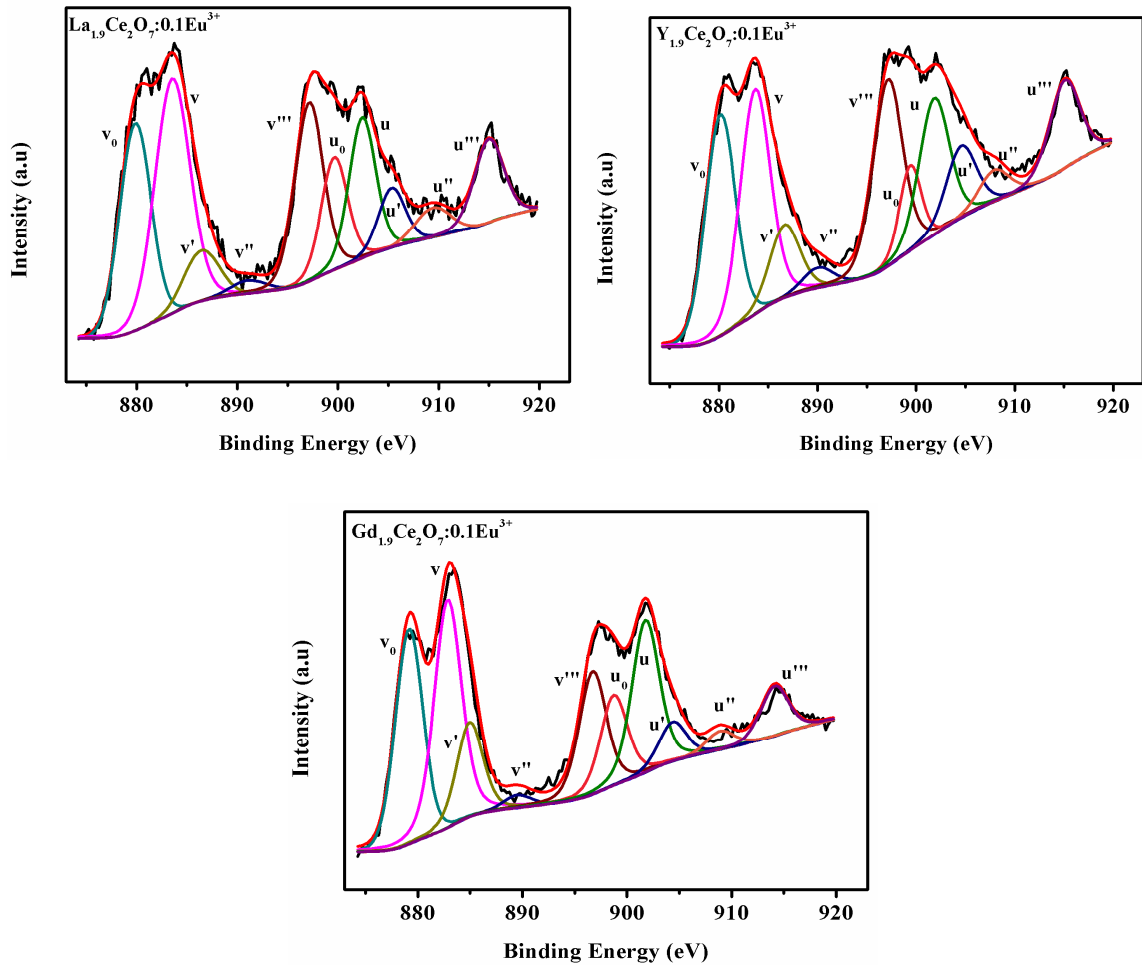 La₁.₉Ce₂O₇:0.1Eu³⁺
Intensity (a.u)
v₀
v
v'
v''
v'''
u₀
u
u'
u''
u'''
880 890 900 910 920
Binding Energy (eV)
Y₁.₉Ce₂O₇:0.1Eu³⁺
Intensity (a.u)
v₀
v
v'
v''
v'''
u₀
u
u'
u''
u'''
880 890 900 910 920
Binding Energy (eV)
Gd₁.₉Ce₂O₇:0.1Eu³⁺
Intensity (a.u)
v₀
v
v'
v''
v'''
u₀
u
u'
u''
u'''
880 890 900 910 920
Binding Energy (eV)